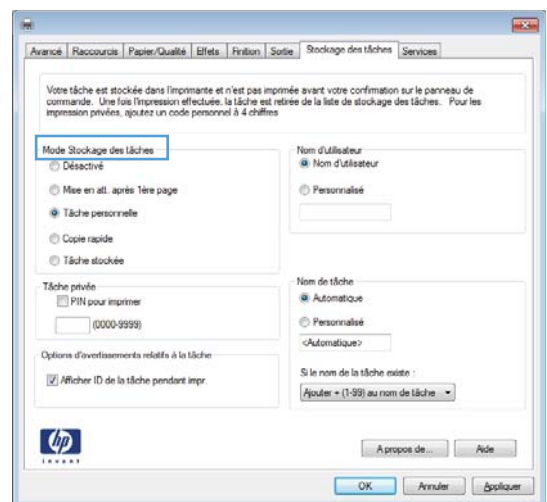 Avancé Raccourcis Papier/Qualité Effets Finition Sortie Stockage des tâches Services
Votre tâche est stockée dans l'imprimante et n'est pas imprimée avant votre confirmation sur le panneau de
commande. Une fois l'impression effectuée, la tâche est retirée de la liste de stockage des tâches. Pour les
impression privées, ajoutez un code personnel à 4 chiffres
Mode Stockage des tâches
Désactivé
Mise en att. après 1ère page
Tâche personnelle
Copie rapide
Tâche stockée
Nom d'utilisateur
Nom d'utilisateur
Personnalisé
Tâche privée
PIN pour imprimer
(0000-9999)
Nom de tâche
Automatique
Personnalisé
<Automatique>
Options d'avertissements relatifs à la tâche
Afficher ID de la tâche pendant impr.
Si le nom de la tâche existe :
Ajouter + (1-99) au nom de tâche
hp
invent
A propos de... Aide
OK Annuler Appliquer